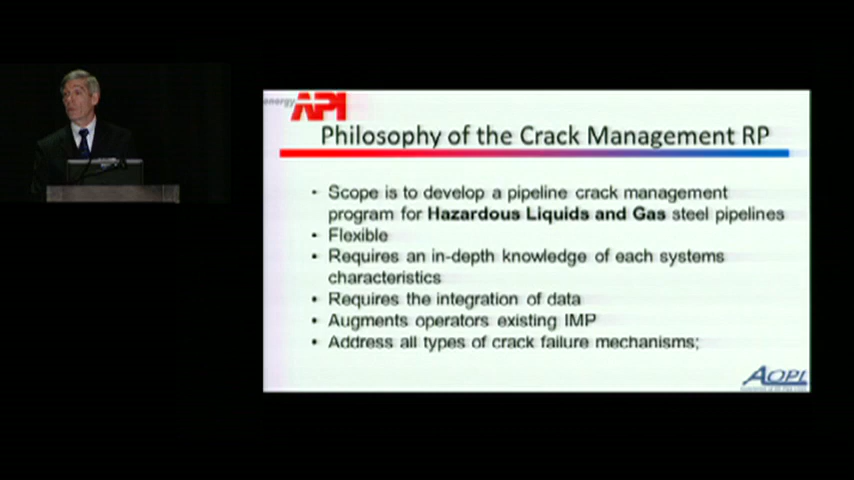 energy API
Philosophy of the Crack Management RP
• Scope is to develop a pipeline crack management
program for Hazardous Liquids and Gas steel pipelines
• Flexible
• Requires an in-depth knowledge of each systems
characteristics
• Requires the integration of data
• Augments operators existing IMP
• Address all types of crack failure mechanisms;
AOPL